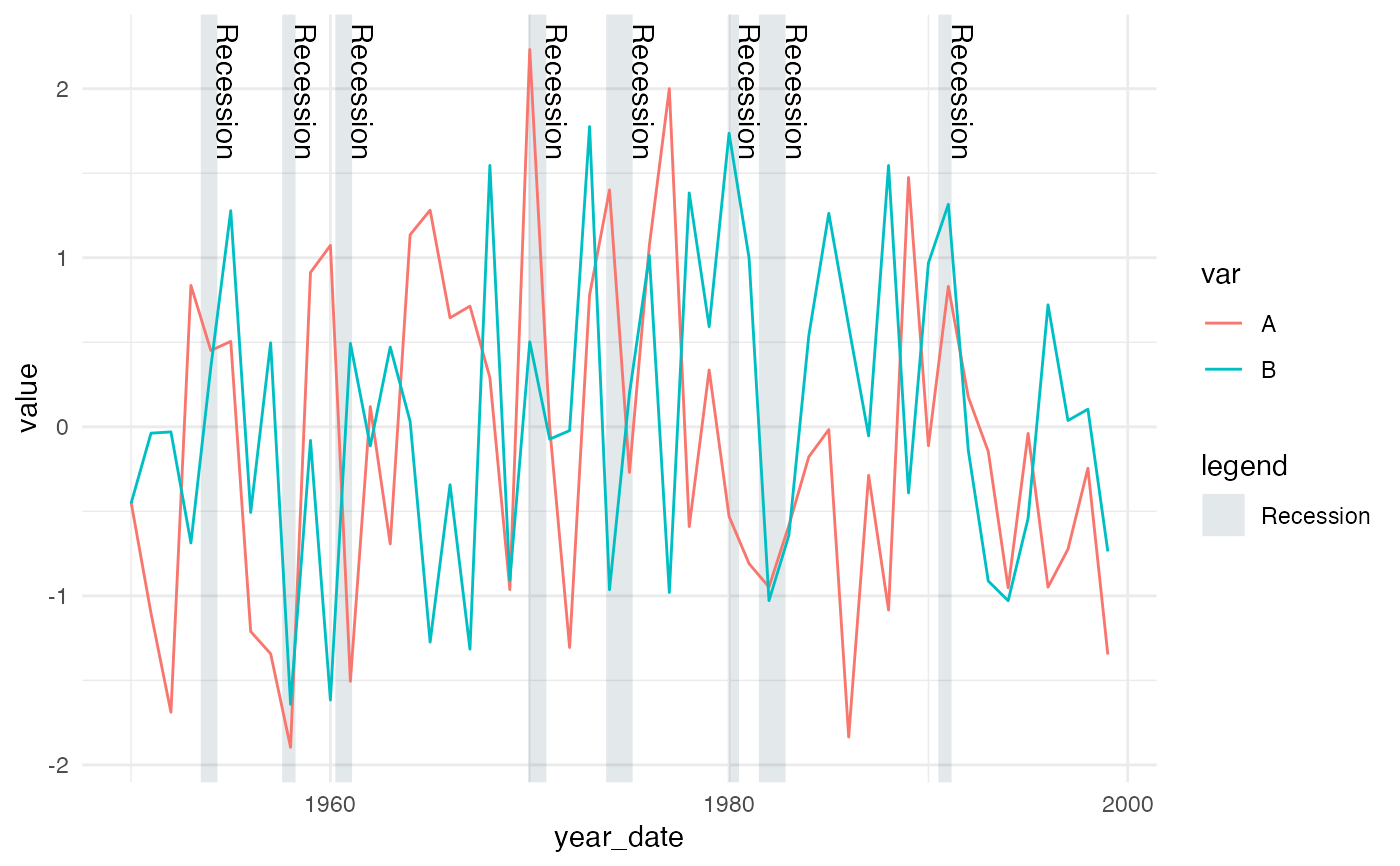 Recession
Recession
Recession
Recession
Recession
Recession
Recession
Recession
2
1
0
-1
-2
value
1960
1980
2000
year_date
var
A
B
legend
Recession